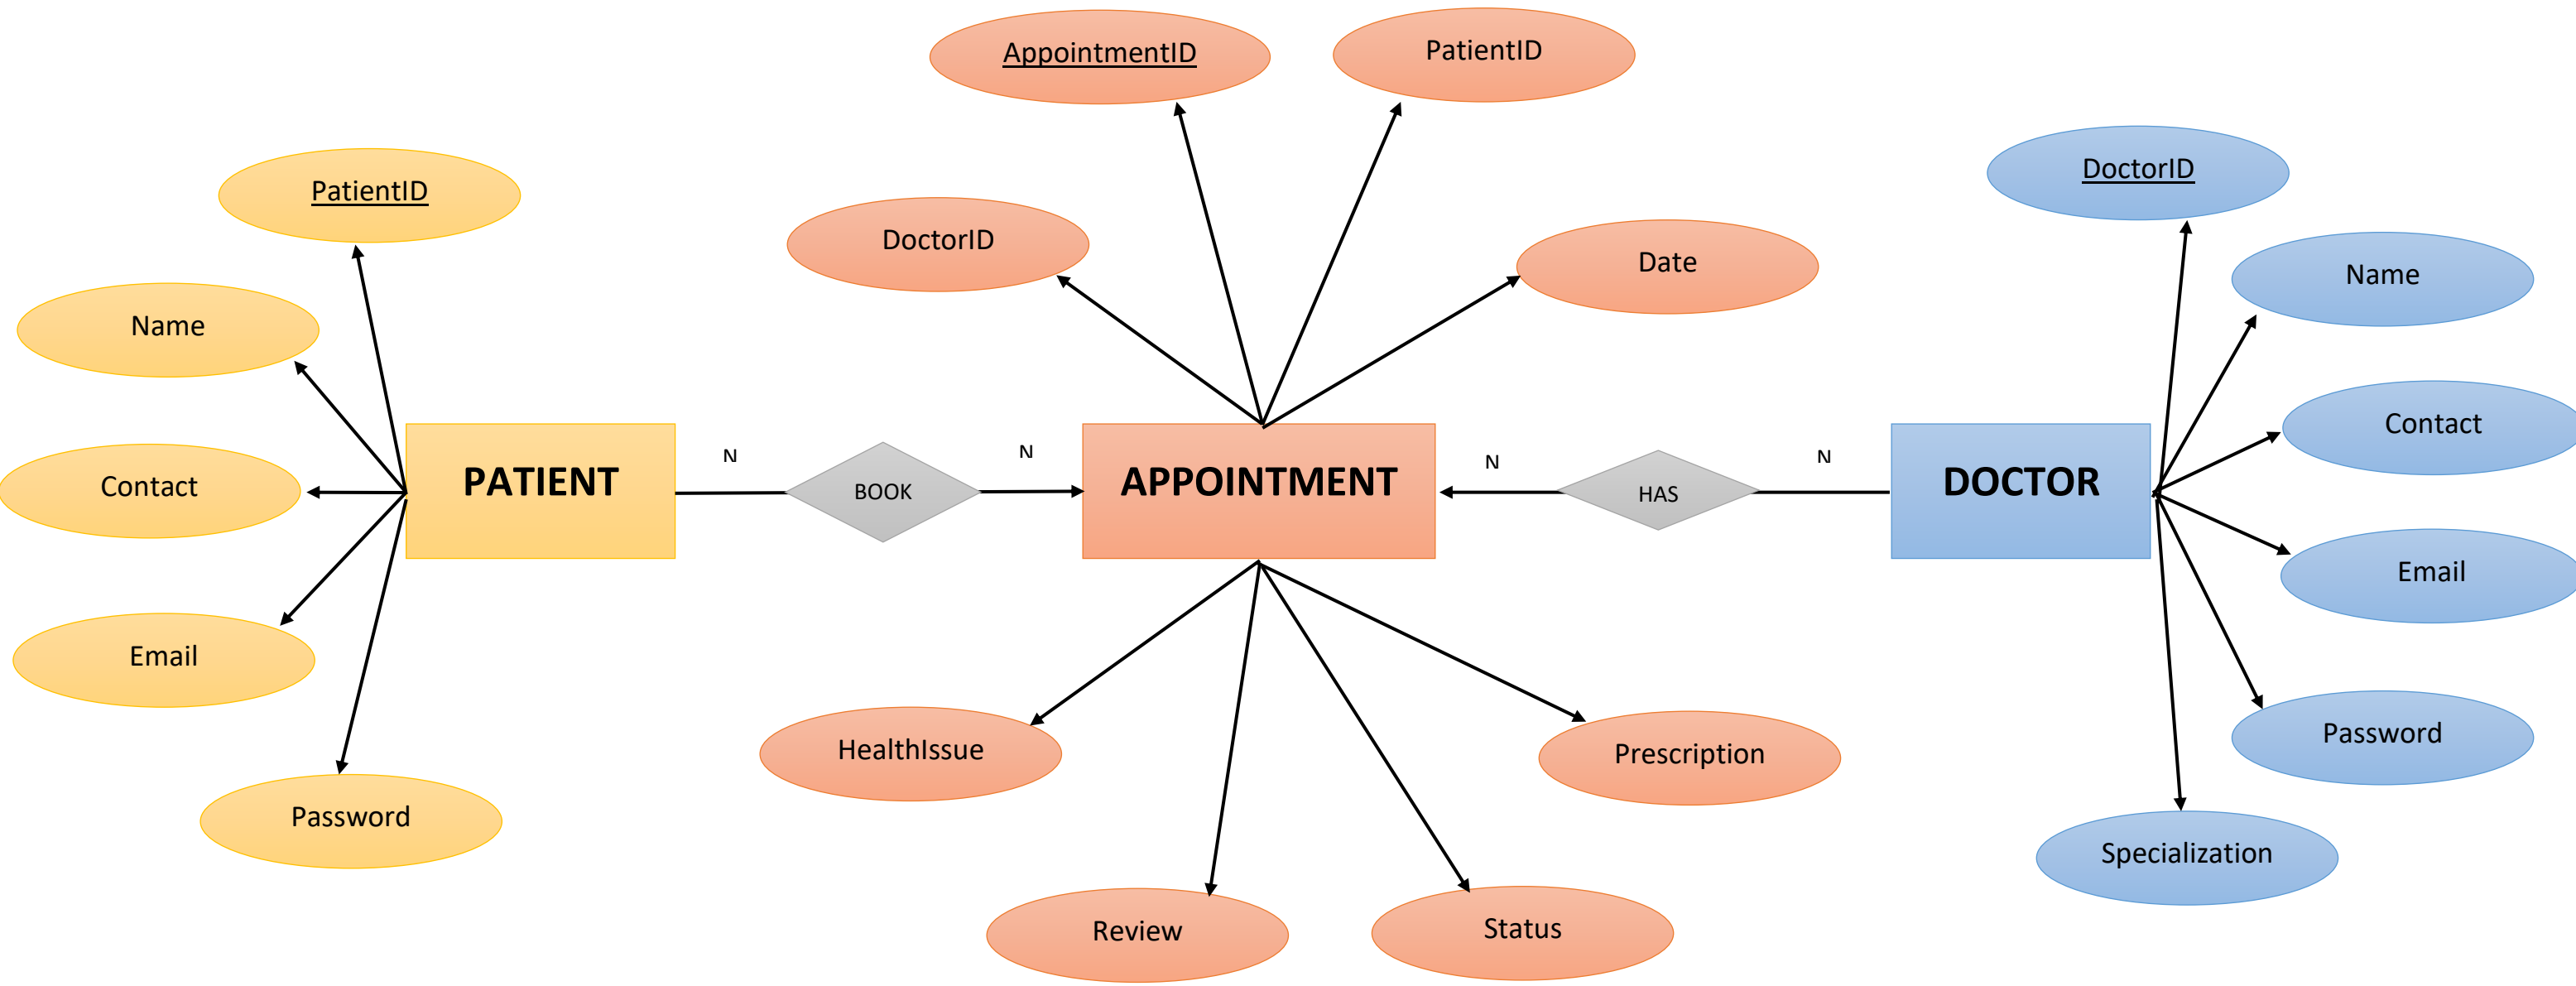 AppointmentID
PatientID
DoctorID
PatientID
DoctorID
Date
Name
Name
Contact
N
N
N
N
PATIENT
BOOK
APPOINTMENT
HAS
DOCTOR
Contact
Email
Email
HealthIssue
Prescription
Password
Password
Specialization
Review
Status